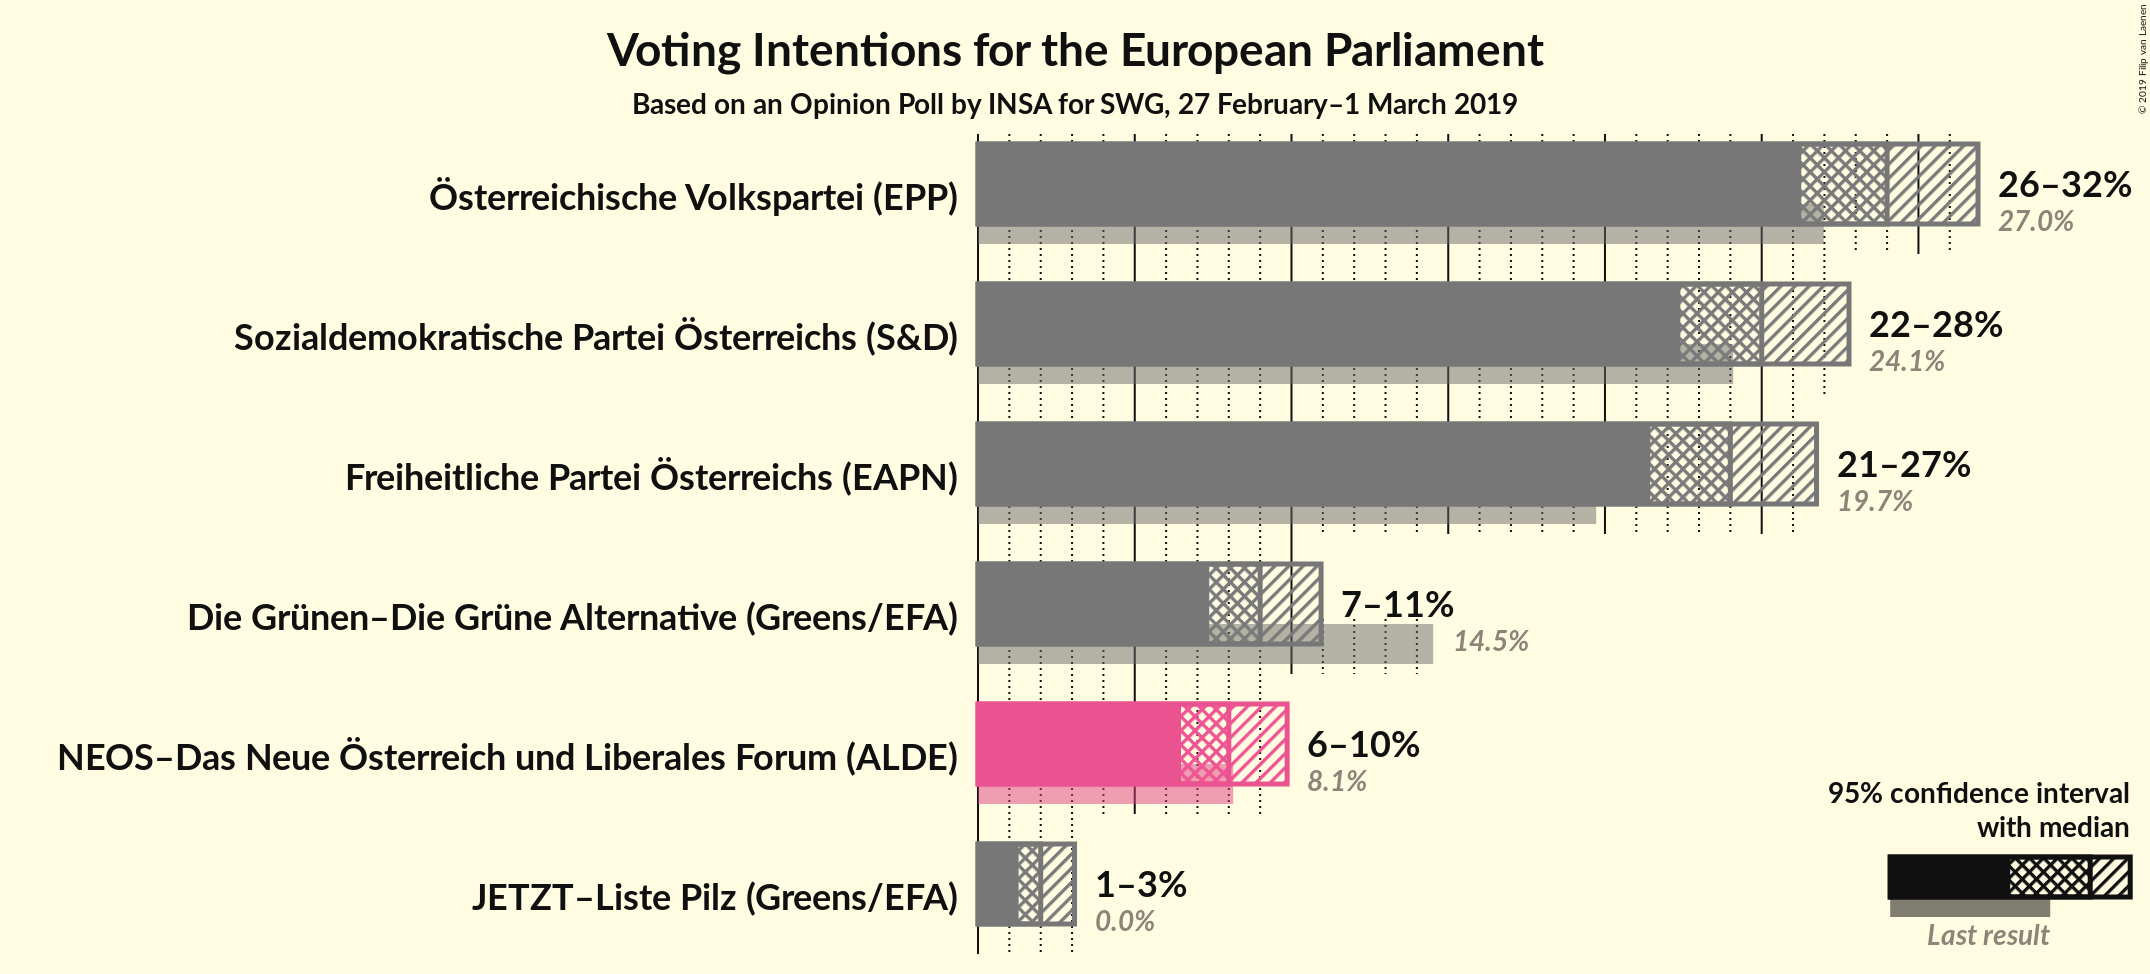 Voting Intentions for the European Parliament
Based on an Opinion Poll by INSA for SWG, 27 February–1 March 2019
© 2019 Filip van Laenen
Österreichische Volkspartei (EPP)
26–32%
27.0%
Sozialdemokratische Partei Österreichs (S&D)
22–28%
24.1%
Freiheitliche Partei Österreichs (EAPN)
21–27%
19.7%
Die Grünen–Die Grüne Alternative (Greens/EFA)
7–11%
14.5%
NEOS–Das Neue Österreich und Liberales Forum (ALDE)
6–10%
8.1%
JETZT–Liste Pilz (Greens/EFA)
1–3%
0.0%
95% confidence interval
with median
Last result